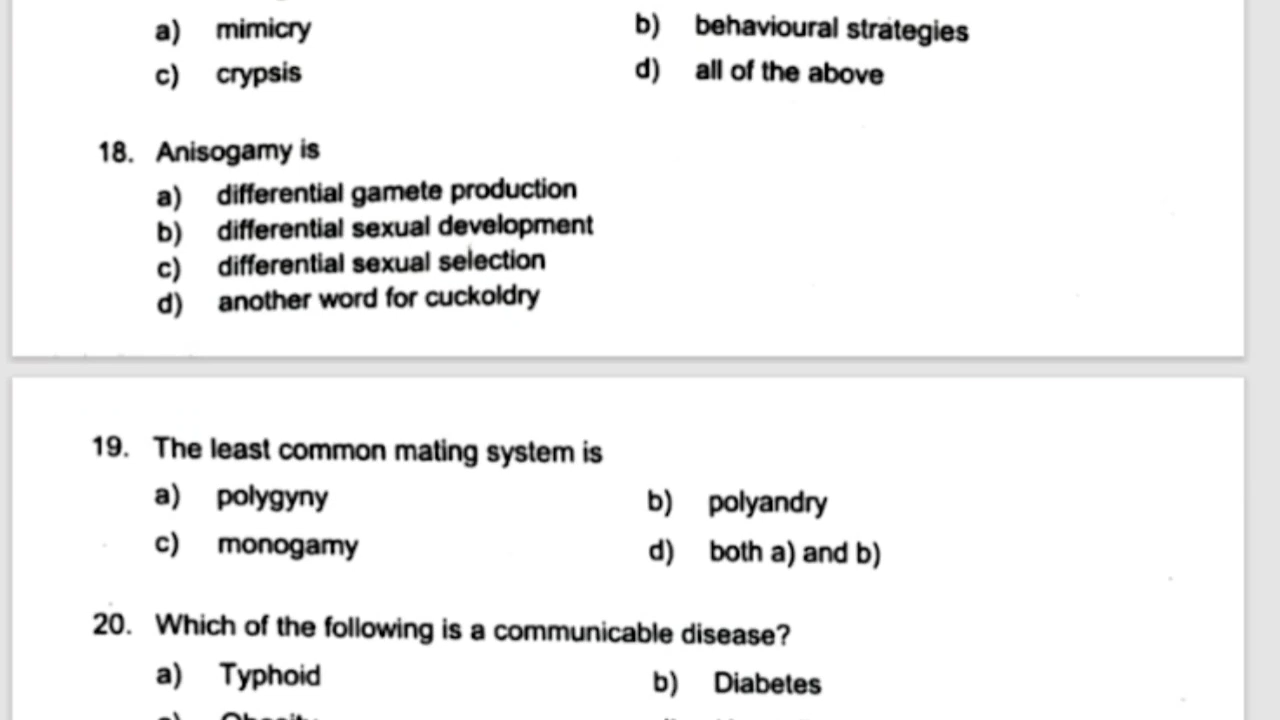 a) mimicry b) behavioural strategies
c) crypsis d) all of the above
18. Anisogamy is
a) differential gamete production
b) differential sexual development
c) differential sexual selection
d) another word for cuckoldry
19. The least common mating system is
a) polygyny b) polyandry
c) monogamy d) both a) and b)
20. Which of the following is a communicable disease?
a) Typhoid b) Diabetes